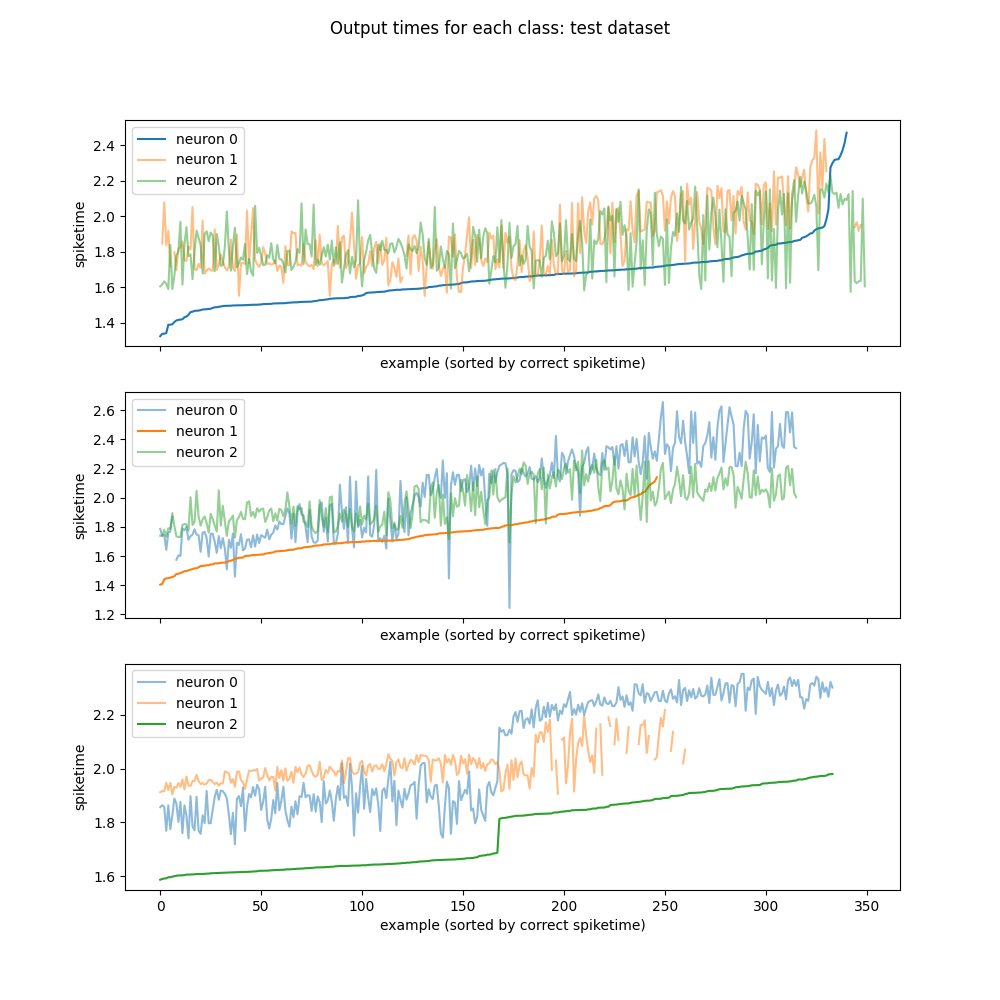 Output times for each class: test dataset
neuron 0
neuron 1
neuron 2
2.4
2.2
2.0
1.8
1.6
1.4
spiketime
example (sorted by correct spiketime)
neuron 0
neuron 1
neuron 2
2.6
2.4
2.2
2.0
1.8
1.6
1.4
1.2
spiketime
example (sorted by correct spiketime)
neuron 0
neuron 1
neuron 2
2.2
2.0
1.8
1.6
spiketime
0 50 100 150 200 250 300 350
example (sorted by correct spiketime)